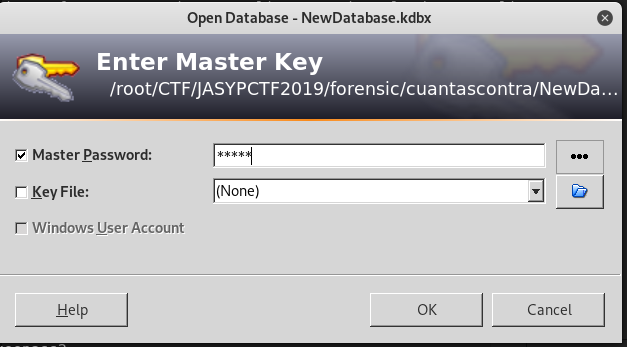 Open Database - NewDatabase.kdbx
Enter Master Key
/root/CTF/JASYPCTF2019/forensic/cuantascontra/NewDa...
Master Password:
*****
Key File:
(None)
Windows User Account
Help
OK
Cancel